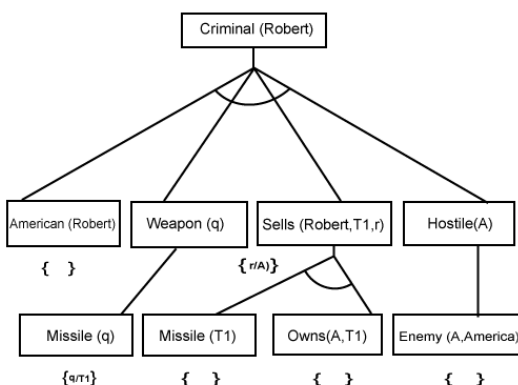 Criminal (Robert)
American (Robert)
Weapon (q)
Sells (Robert,T1,r)
Hostile(A)
{ }
{r/A)}
Missile (q)
Missile (T1)
Owns(A,T1)
Enemy (A,America)
{q/T1}
{ }
{ }
{ }